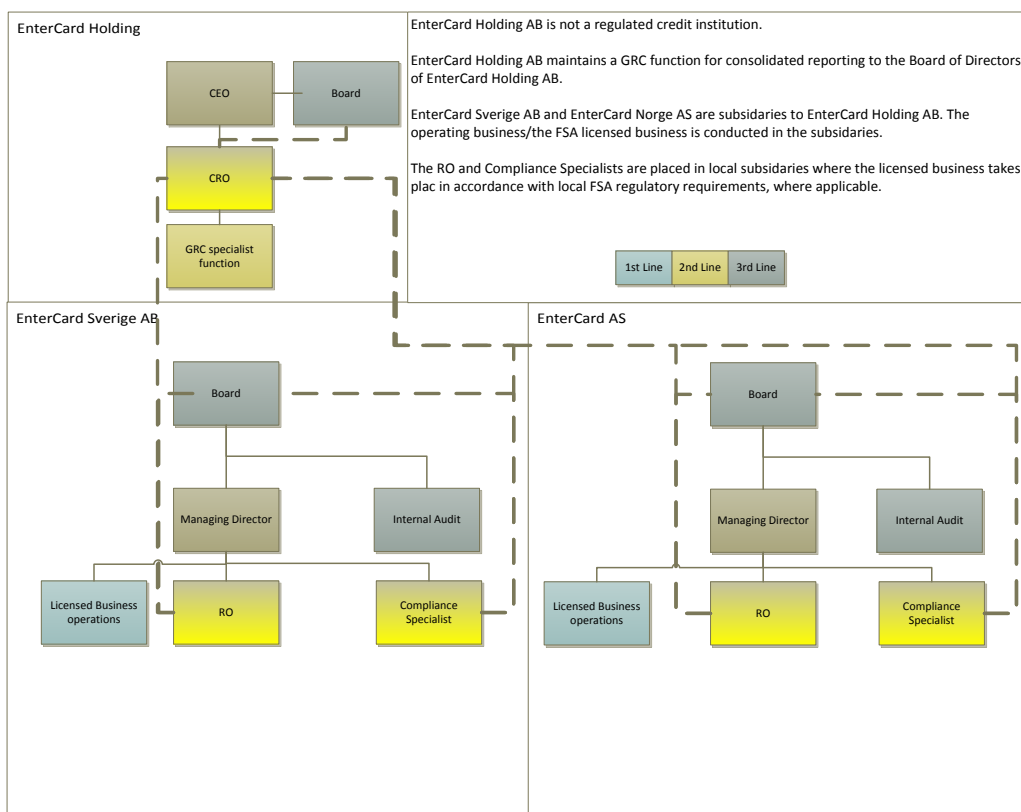 EnterCard Holding
CEO
Board
CRO
GRC specialist
function
EnterCard Holding AB is not a regulated credit institution.
EnterCard Holding AB maintains a GRC function for consolidated reporting to the Board of Directors
of EnterCard Holding AB.
EnterCard Sverige AB and EnterCard Norge AS are subsidaries to EnterCard Holding AB. The
operating business/the FSA licensed business is conducted in the subsidaries.
The RO and Compliance Specialists are placed in local subsidaries where the licensed business takes
plac in accordance with local FSA regulatory requirements, where applicable.
1st Line
2nd Line
3rd Line
EnterCard Sverige AB
Board
Managing Director
Internal Audit
Licensed Business
operations
RO
Compliance
Specialist
EnterCard AS
Board
Managing Director
Internal Audit
Licensed Business
operations
RO
Compliance
Specialist